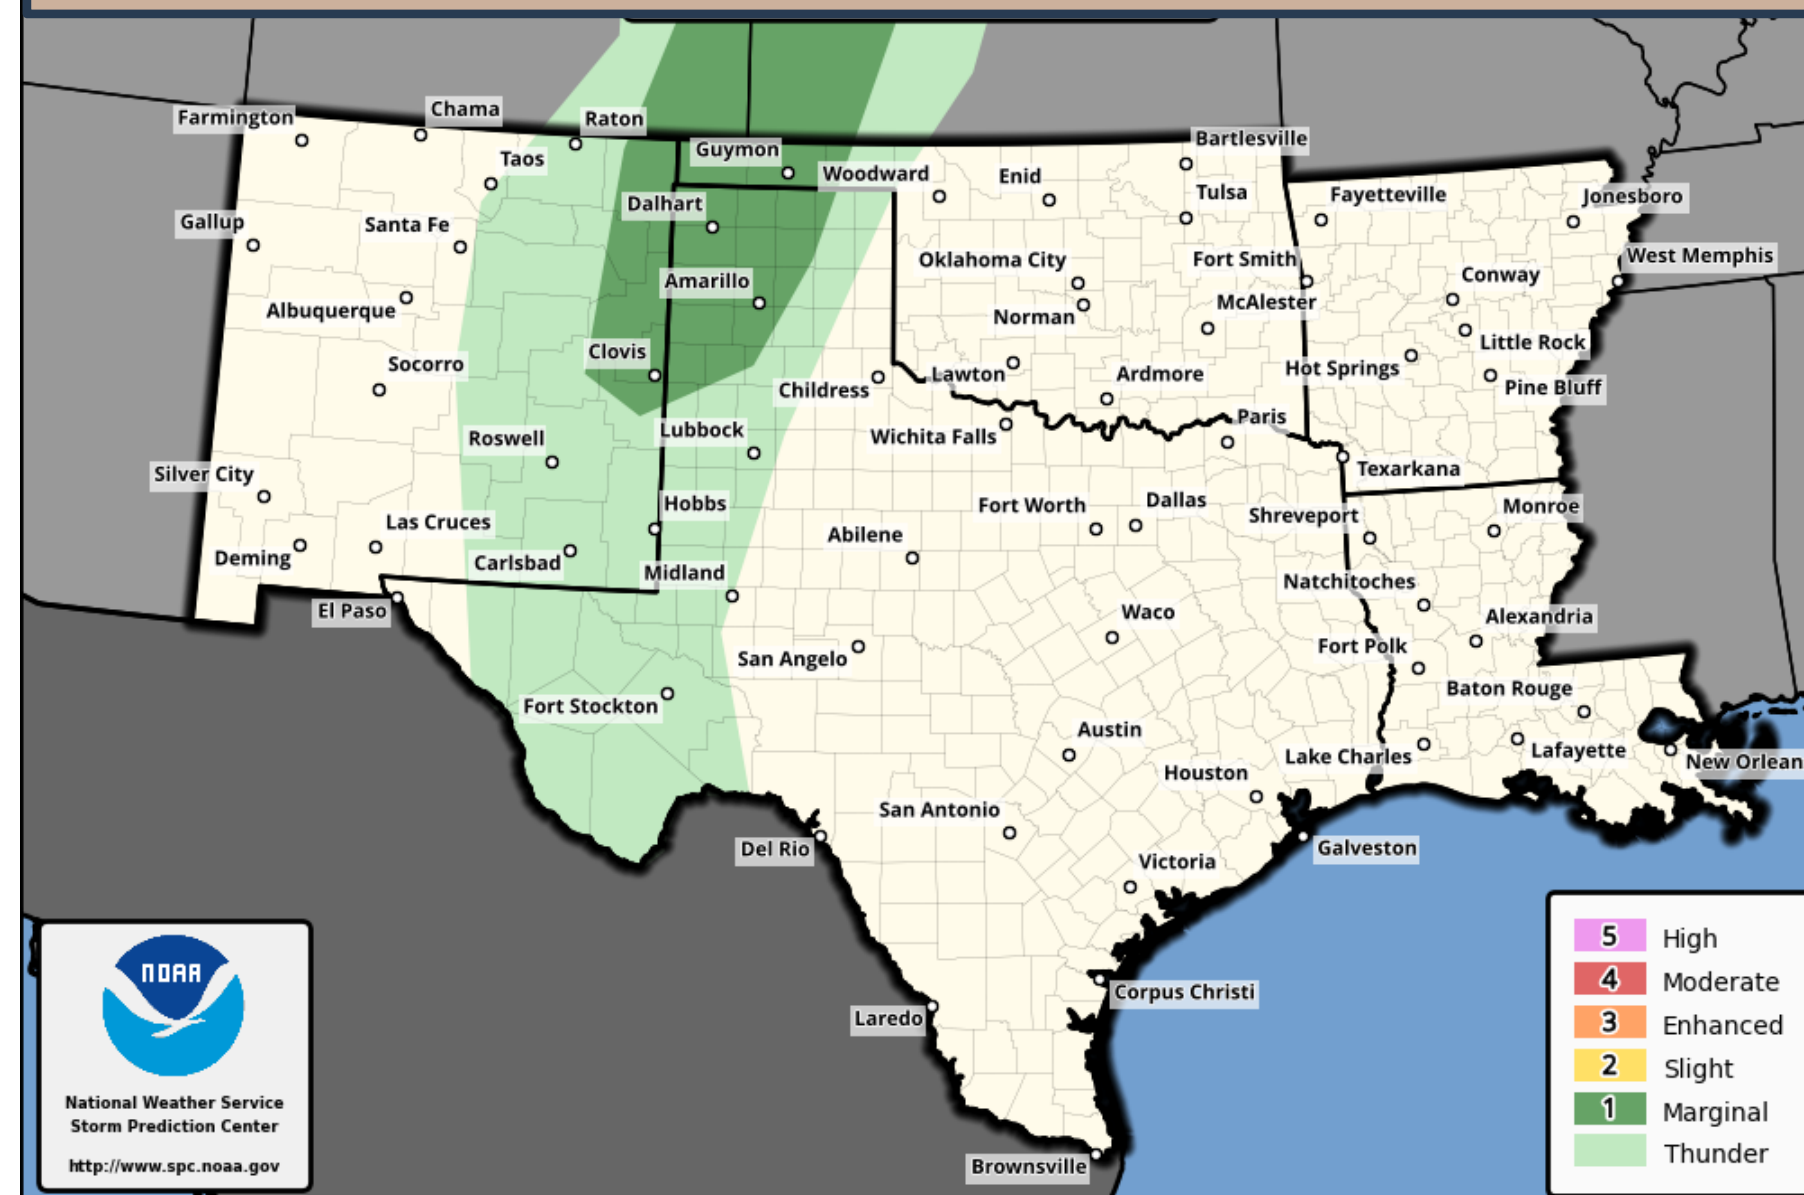 Farmington
Chama
Raton
Taos
Guymon
Woodward
Enid
Bartlesville
Tulsa
Fayetteville
Jonesboro
Gallup
Santa Fe
Dalhart
Amarillo
Oklahoma City
Fort Smith
West Memphis
Conway
Albuquerque
Norman
McAlester
Little Rock
Socorro
Clovis
Childress
Lawton
Ardmore
Hot Springs
Pine Bluff
Roswell
Lubbock
Wichita Falls
Paris
Texarkana
Silver City
Las Cruces
Hobbs
Fort Worth
Dallas
Shreveport
Monroe
Deming
Carlsbad
Midland
Abilene
Natchitoches
El Paso
Waco
Alexandria
San Angelo
Fort Polk
Fort Stockton
Baton Rouge
Austin
Lake Charles
Lafayette
New Orlean
Houston
San Antonio
Del Rio
Victoria
Galveston
Laredo
Corpus Christi
Brownsville
NOAA
National Weather Service
Storm Prediction Center
http://www.spc.noaa.gov
5 High
4 Moderate
3 Enhanced
2 Slight
1 Marginal
Thunder